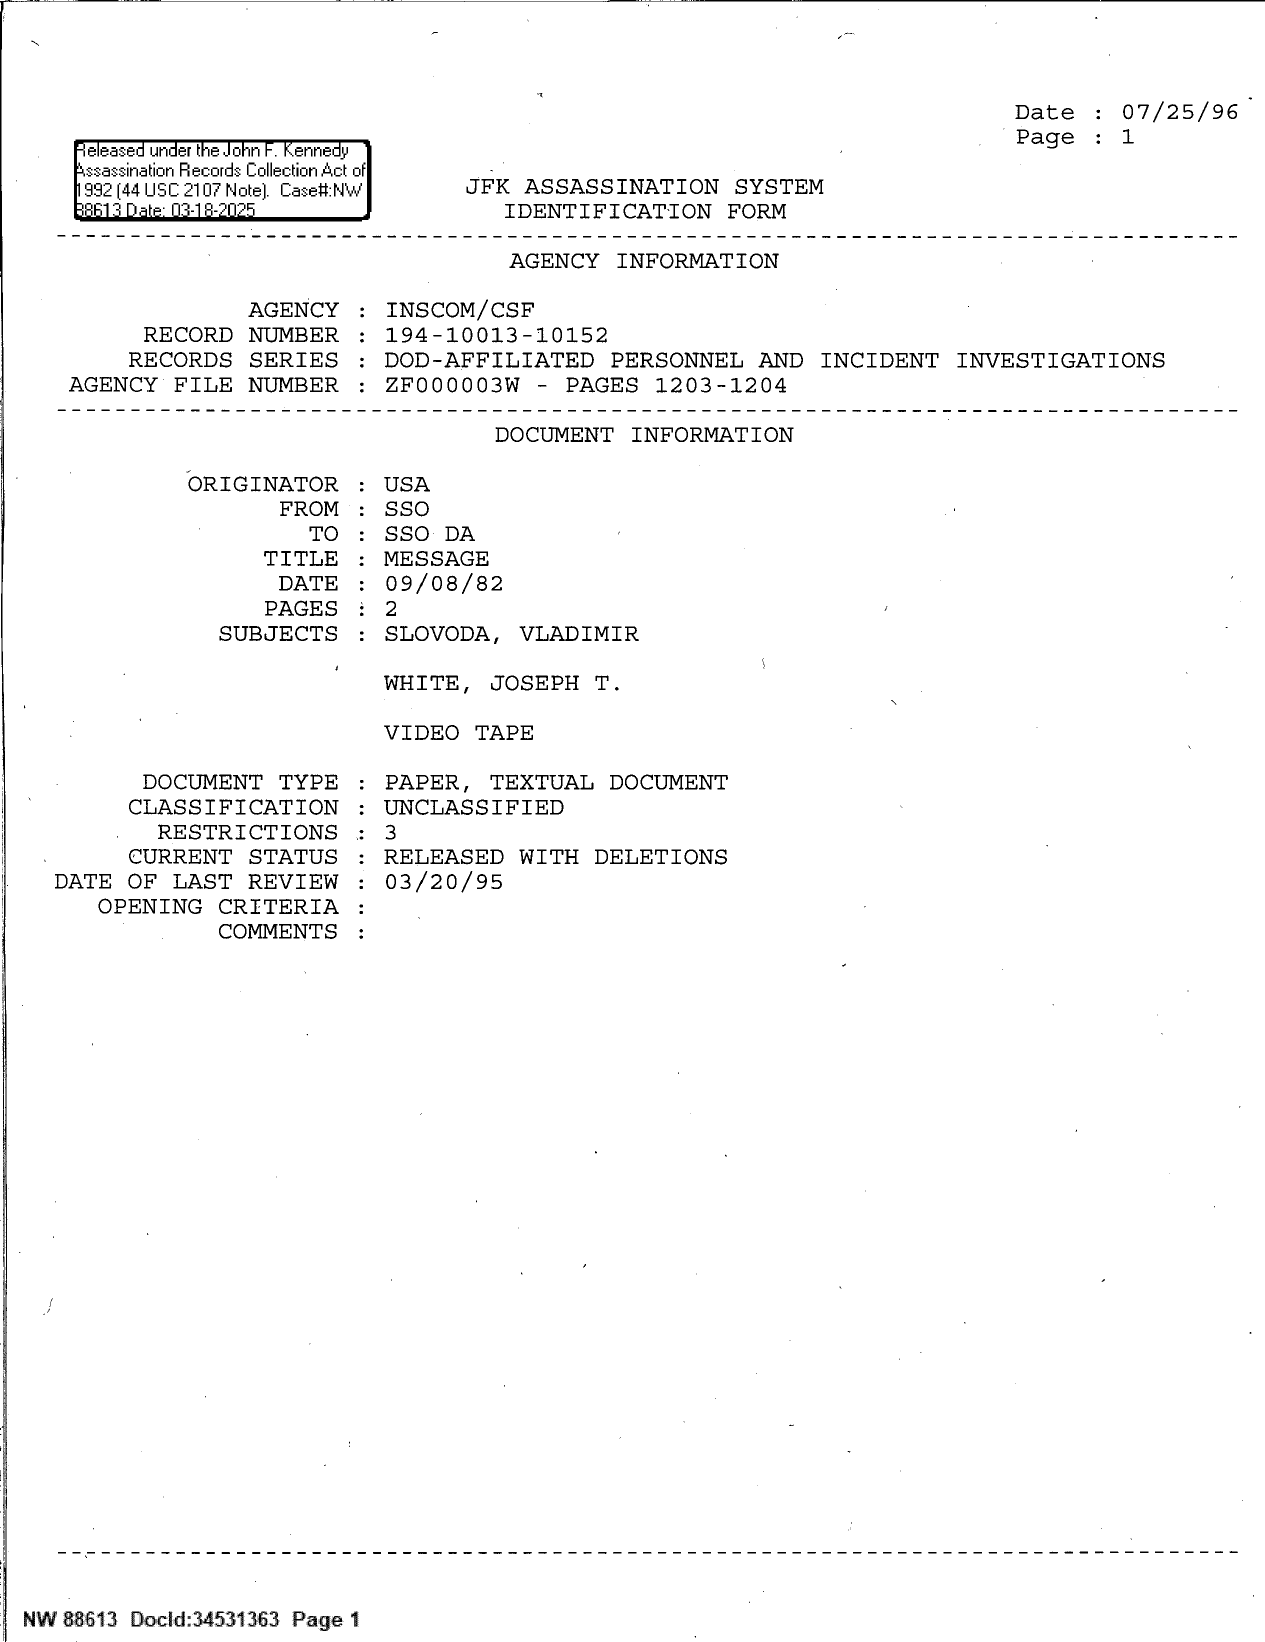 Date : 07/25/96
Page : 1
Released under the John F. Kennedy
Assassination Records Collection Act of
1992 (44 USC 2107 Note). Case#:NW
88613 Date: 03-18-2025
JFK ASSASSINATION SYSTEM
IDENTIFICATION FORM
AGENCY INFORMATION
AGENCY : INSCOM/CSF
RECORD NUMBER : 194-10013-10152
RECORDS SERIES : DOD-AFFILIATED PERSONNEL AND INCIDENT INVESTIGATIONS
AGENCY FILE NUMBER : ZF000003W - PAGES 1203-1204
DOCUMENT INFORMATION
ORIGINATOR : USA
FROM : SSO
TO : SSO DA
TITLE : MESSAGE
DATE : 09/08/82
PAGES : 2
SUBJECTS : SLOVODA, VLADIMIR
WHITE, JOSEPH T.
VIDEO TAPE
DOCUMENT TYPE : PAPER, TEXTUAL DOCUMENT
CLASSIFICATION : UNCLASSIFIED
RESTRICTIONS : 3
CURRENT STATUS : RELEASED WITH DELETIONS
DATE OF LAST REVIEW : 03/20/95
OPENING CRITERIA :
COMMENTS :
NW 88613 DocId:34531363 Page 1